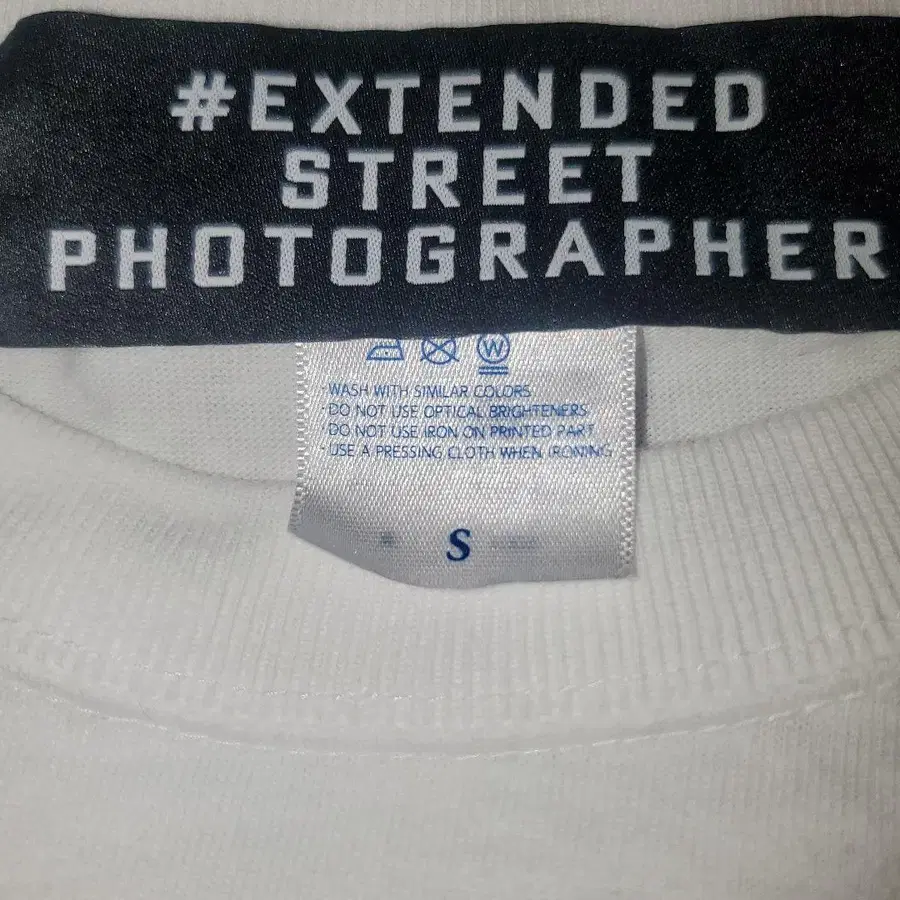 #EXTENDED
STREET
PHOTOGRAPHER
W
WASH WITH SIMILAR COLORS
DO NOT USE OPTICAL BRIGHTENERS
DO NOT USE IRON ON PRINTED PART
USE A PRESSING CLOTH WHEN IRONING
S